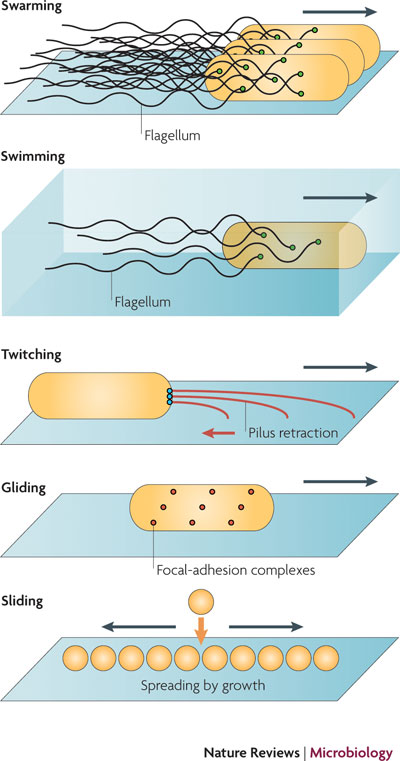 Swarming
Flagellum
Swimming
Flagellum
Twitching
Pilus retraction
Gliding
Focal-adhesion complexes
Sliding
Spreading by growth
Nature Reviews | Microbiology